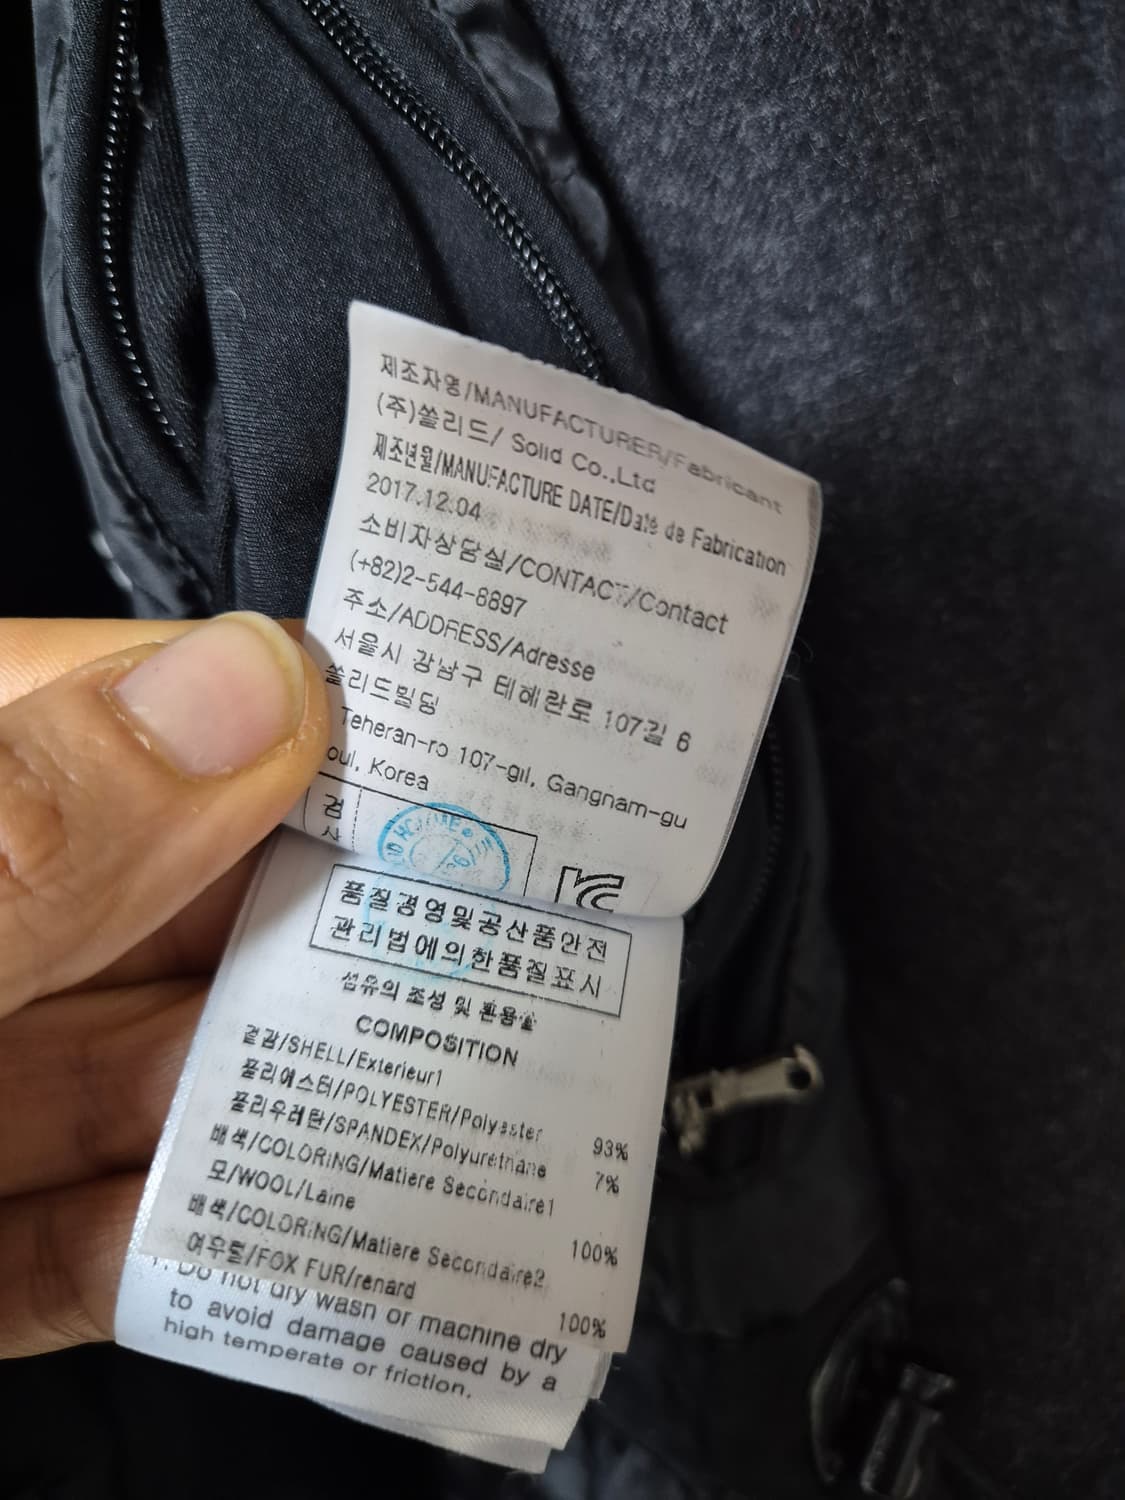 제조자명/MANUFACTURER/Fabricant
(주)쏠리드/ Solid Co.,Ltd
제조년월/MANUFACTURE DATE/Daté de Fabrication
2017.12.04
소비자상담실/CONTACT/Contact
(+82)2-544-8897
주소/ADDRESS/Adresse
서울시 강남구 테헤란로 107길 6
쏠리드빌딩
Teheran-ro 107-gil, Gangnam-gu
oul, Korea
검
사
품질경영및공산품안전
관리법에의한품질표시
섬유의 조성 및 혼용율
COMPOSITION
겉감/SHELL/Exterieur1
폴리에스터/POLYESTER/Polyester 93%
폴리우레탄/SPANDEX/Polyurethane 7%
배색/COLORING/Matiere Secondaire1
모/WOOL/Laine 100%
배색/COLORING/Matiere Secondaire2
여우털/FOX FUR/renard 100%
Do not dry wash or machine dry
to avoid damage caused by a
high temperate or friction.